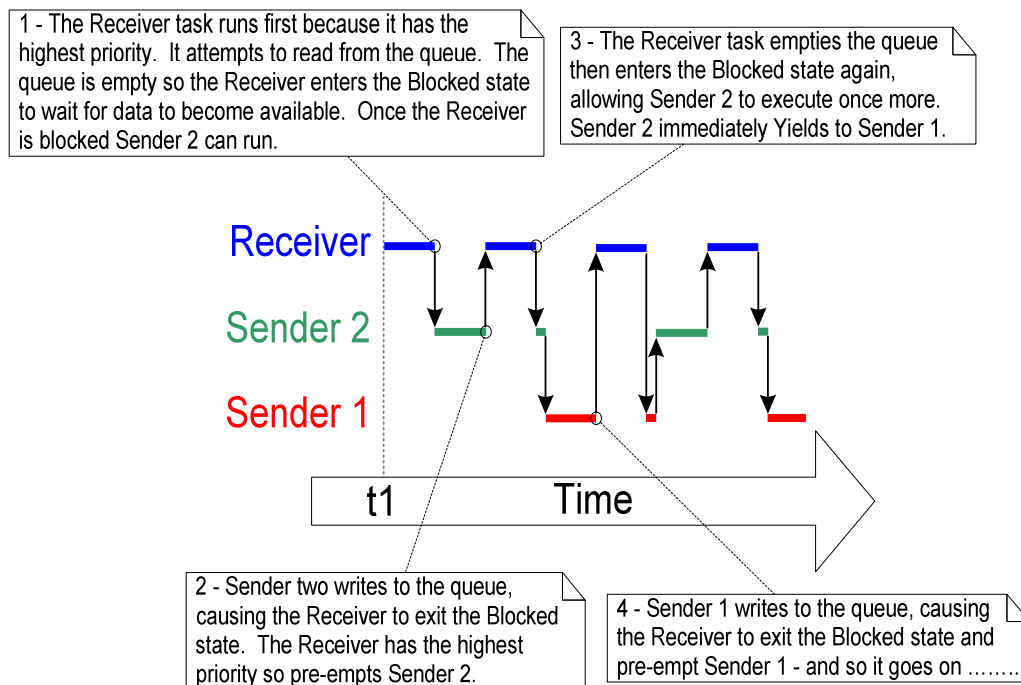 1 - The Receiver task runs first because it has the
highest priority. It attempts to read from the queue. The
queue is empty so the Receiver enters the Blocked state
to wait for data to become available. Once the Receiver
is blocked Sender 2 can run.
3 - The Receiver task empties the queue
then enters the Blocked state again,
allowing Sender 2 to execute once more.
Sender 2 immediately Yields to Sender 1.
Receiver
Sender 2
Sender 1
t1
Time
2 - Sender two writes to the queue,
causing the Receiver to exit the Blocked
state. The Receiver has the highest
priority so pre-empts Sender 2.
4 - Sender 1 writes to the queue, causing
the Receiver to exit the Blocked state and
pre-empt Sender 1 - and so it goes on ........